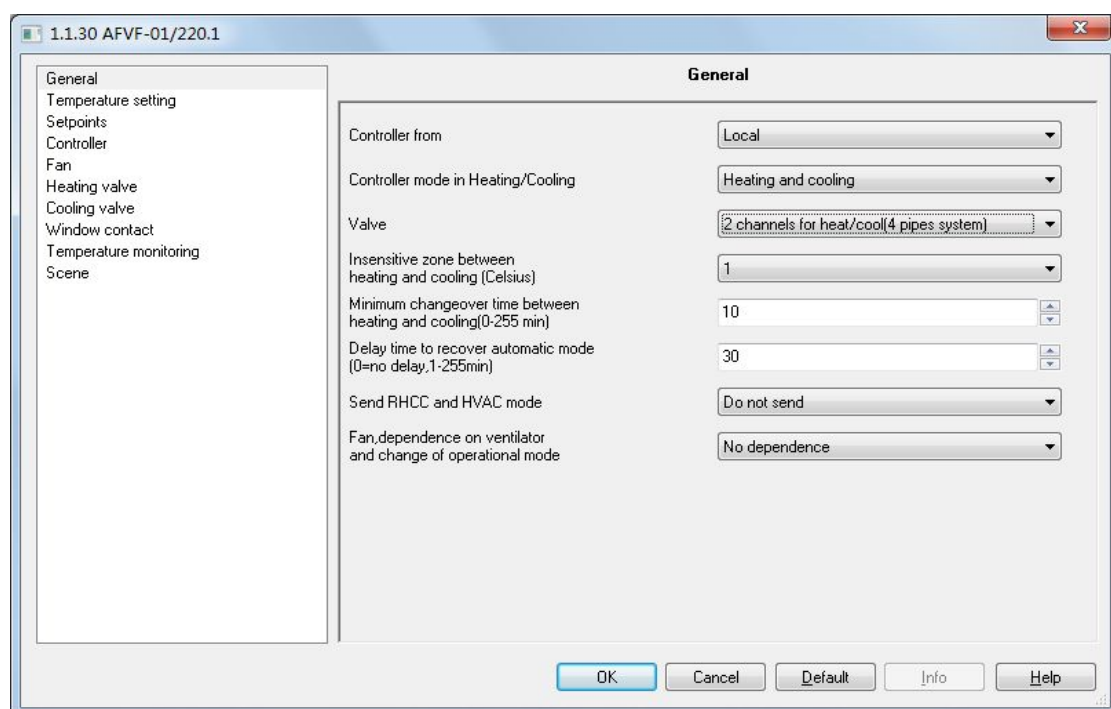 1.1.30 AFVF-01/220.1
General
Temperature setting
Setpoints
Controller
Fan
Heating valve
Cooling valve
Window contact
Temperature monitoring
Scene
General
Controller from
Local
Controller mode in Heating/Cooling
Heating and cooling
Valve
2 channels for heat/cool(4 pipes system)
Insensitive zone between
heating and cooling (Celsius)
1
Minimum changeover time between
heating and cooling(0-255 min)
10
Delay time to recover automatic mode
(0=no delay,1-255min)
30
Send RHCC and HVAC mode
Do not send
Fan,dependence on ventilator
and change of operational mode
No dependence
OK
Cancel
Default
Info
Help